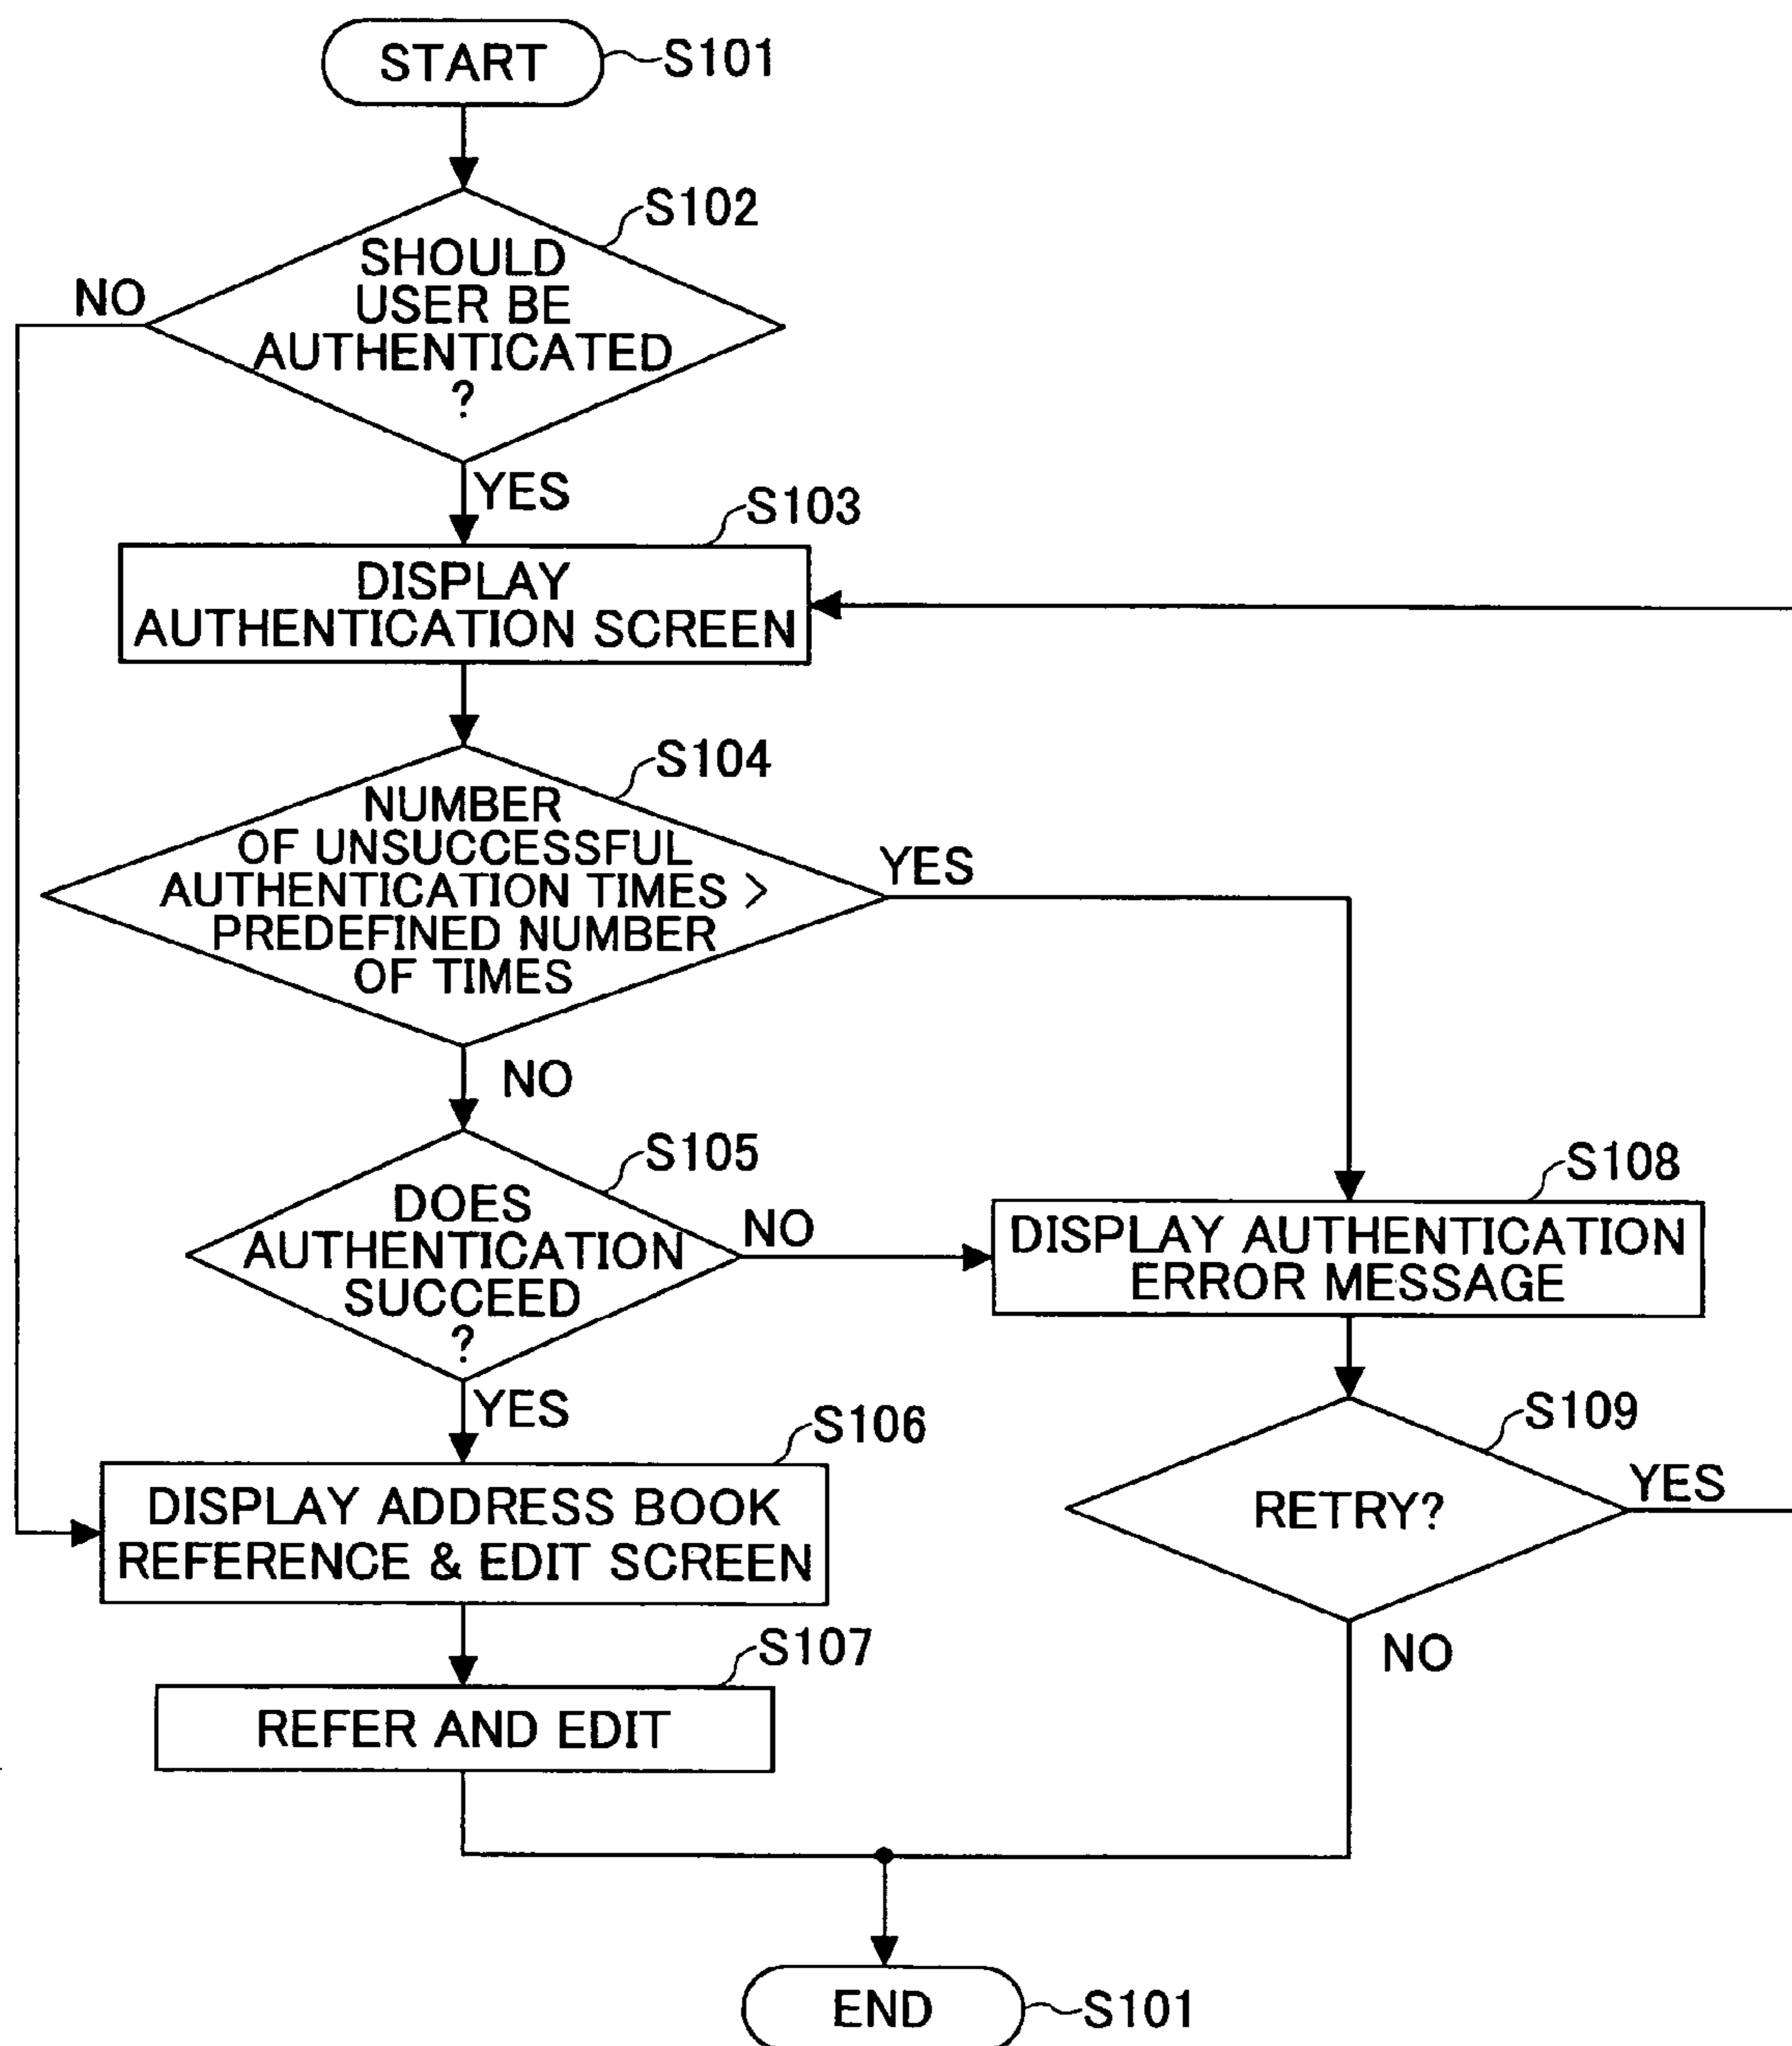 START
S101
S102
SHOULD
USER BE
AUTHENTICATED
?
NO
YES
S103
DISPLAY
AUTHENTICATION SCREEN
S104
NUMBER
OF UNSUCCESSFUL
AUTHENTICATION TIMES >
PREDEFINED NUMBER
OF TIMES
YES
NO
S105
DOES
AUTHENTICATION
SUCCEED
?
NO
YES
S108
DISPLAY AUTHENTICATION
ERROR MESSAGE
S109
RETRY?
YES
NO
S106
DISPLAY ADDRESS BOOK
REFERENCE & EDIT SCREEN
S107
REFER AND EDIT
END
S101